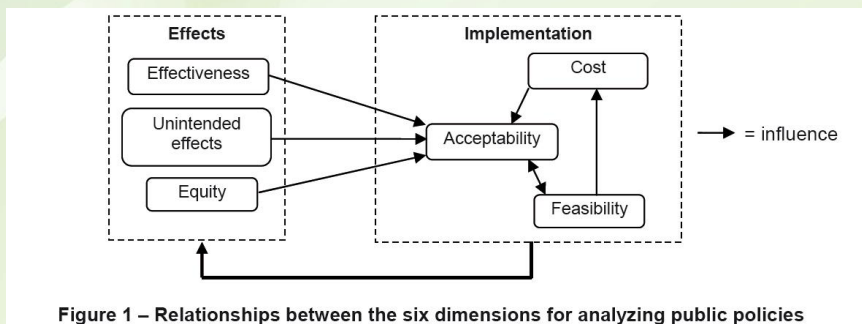 Effects
Implementation
Effectiveness
Cost
Unintended
effects
Acceptability
= influence
Equity
Feasibility
Figure 1 – Relationships between the six dimensions for analyzing public policies